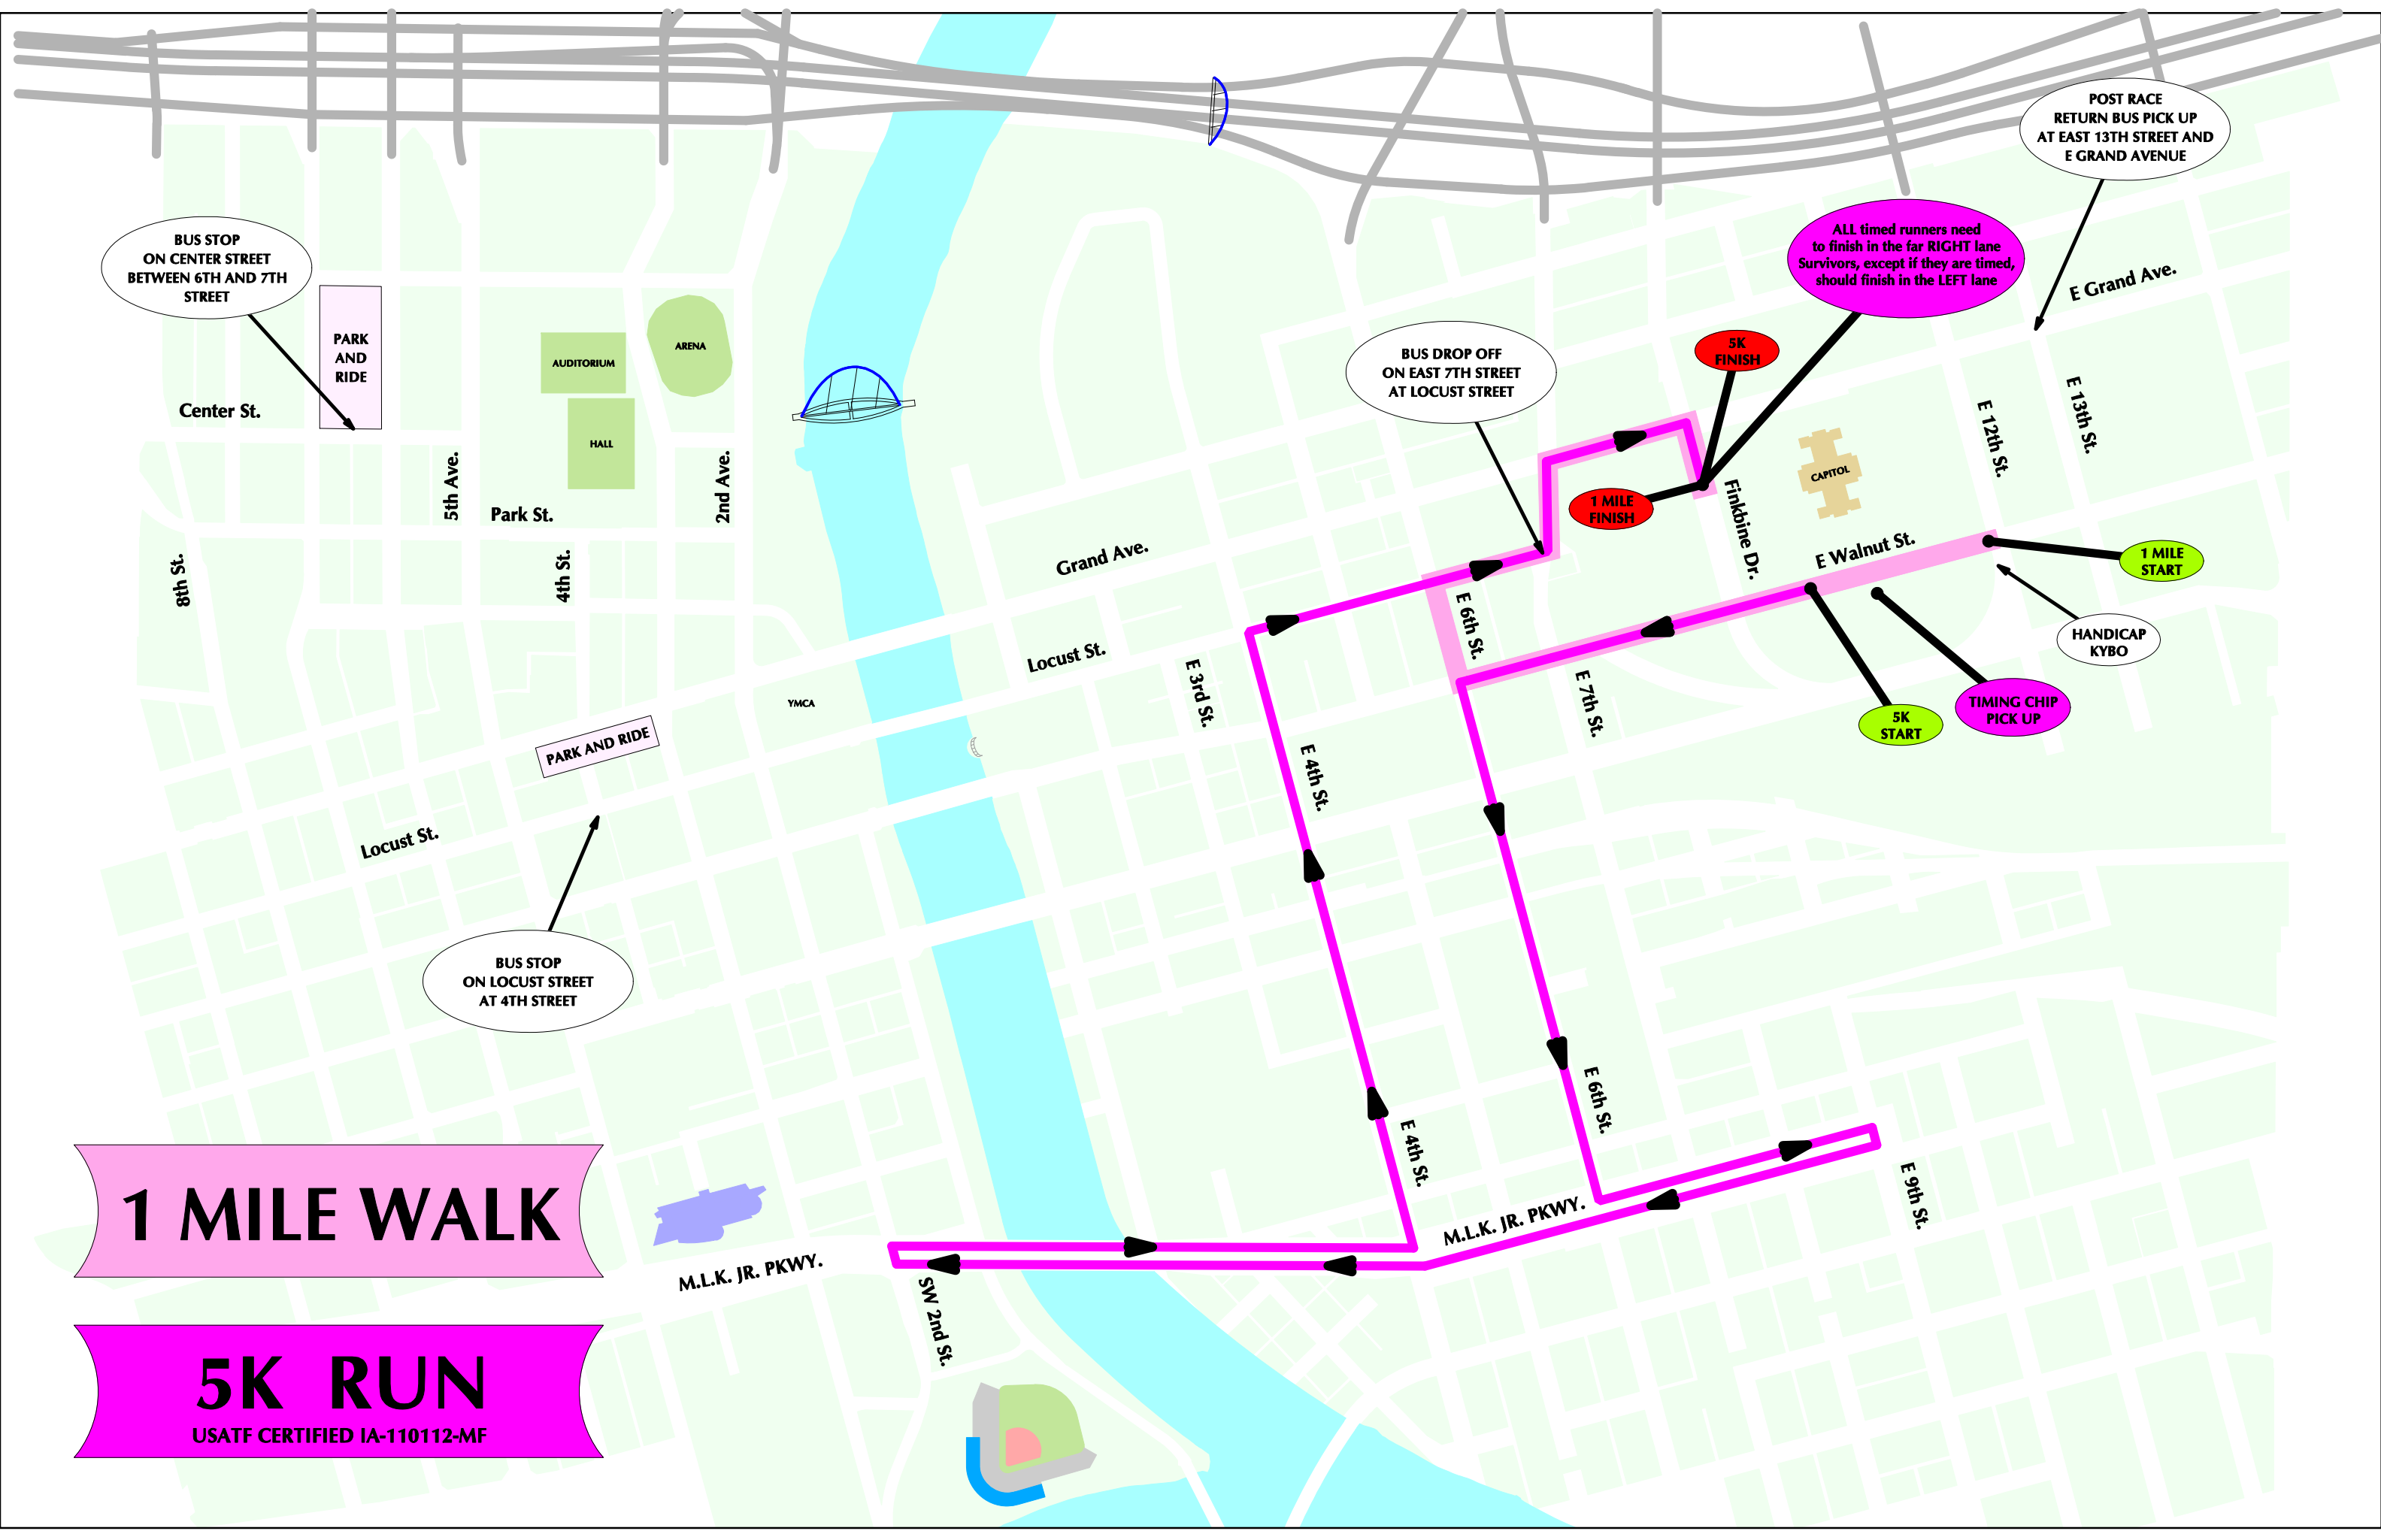 POST RACE
RETURN BUS PICK UP
AT EAST 13TH STREET AND
E GRAND AVENUE
BUS STOP
ON CENTER STREET
BETWEEN 6TH AND 7TH
STREET
ALL timed runners need
to finish in the far RIGHT lane
Survivors, except if they are timed,
should finish in the LEFT lane
E Grand Ave.
PARK
AND
RIDE
AUDITORIUM
ARENA
HALL
BUS DROP OFF
ON EAST 7TH STREET
AT LOCUST STREET
5K
FINISH
1 MILE
FINISH
Center St.
5th Ave.
2nd Ave.
Park St.
4th St.
8th St.
E 12th St.
E 13th St.
CAPITOL
Finkbine Dr.
E Walnut St.
1 MILE
START
HANDICAP
KYBO
TIMING CHIP
PICK UP
5K
START
Grand Ave.
Locust St.
E 3rd St.
E 6th St.
E 7th St.
E 4th St.
YMCA
PARK AND RIDE
Locust St.
BUS STOP
ON LOCUST STREET
AT 4TH STREET
E 6th St.
E 4th St.
E 9th St.
M.L.K. JR. PKWY.
M.L.K. JR. PKWY.
SW 2nd St.
1 MILE WALK
5K RUN
USATF CERTIFIED IA-110112-MF